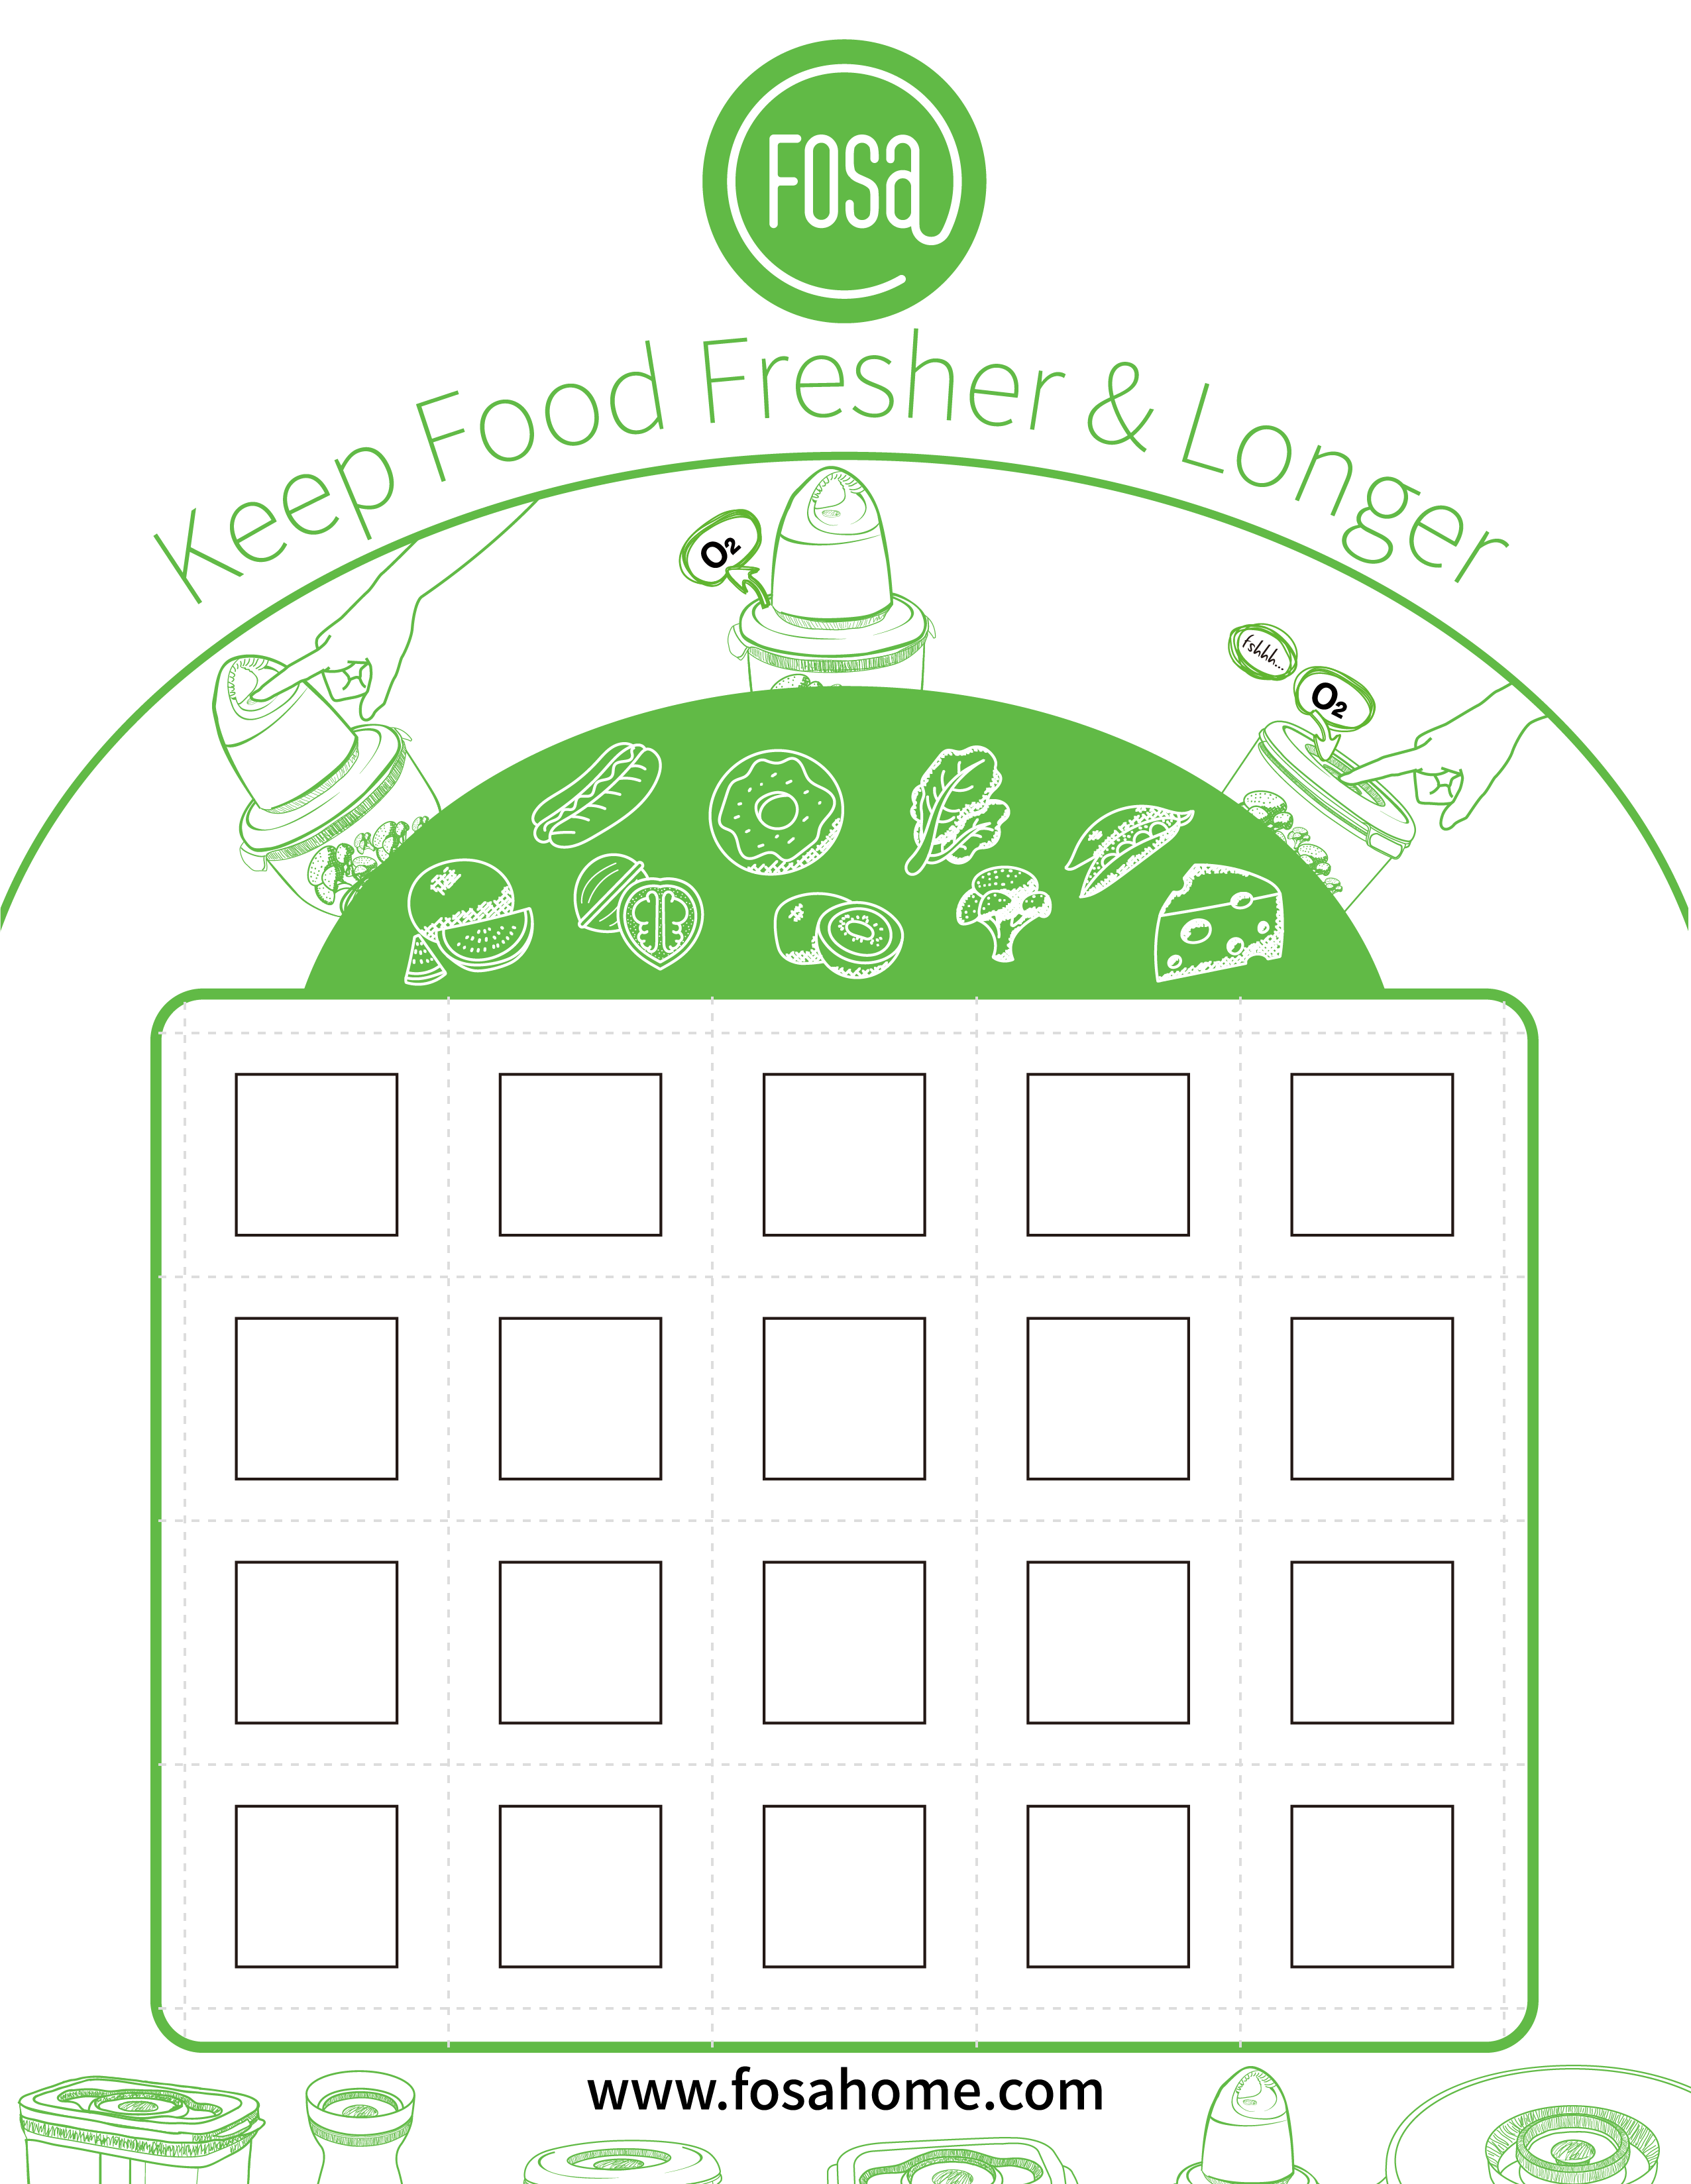 FOSA
Keep Food Fresher & Longer
O₂
fshhh...
O₂
www.fosahome.com